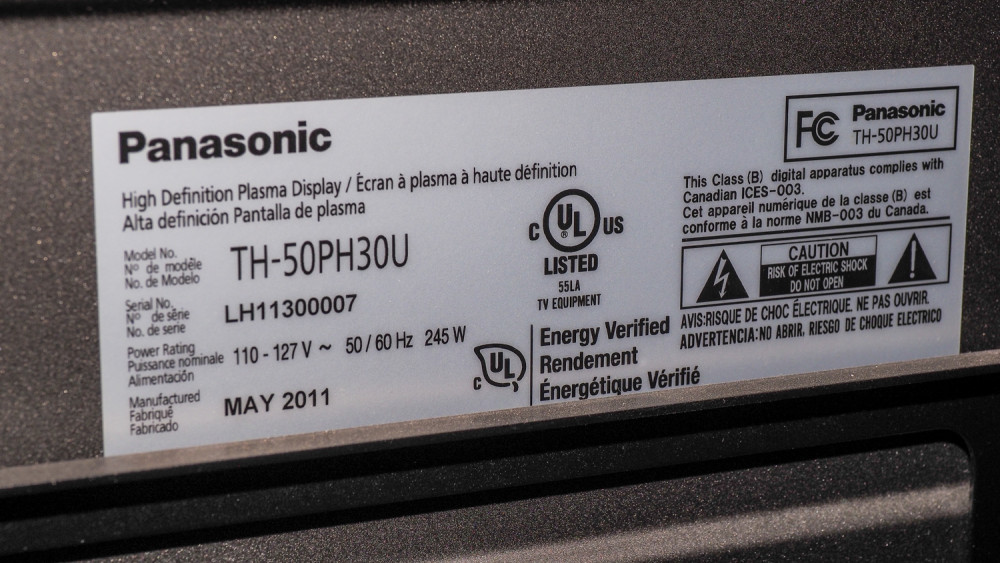 Panasonic
High Definition Plasma Display / Écran à plasma à haute définition
Alta definición Pantalla de plasma
Model No.
Nº de modèle
No. de Modelo
TH-50PH30U
Serial No.
Nº de série
No. de serie
LH11300007
Power Rating
Puissance nominale
Alimentación
110 - 127 V ~ 50 / 60 Hz 245 W
Manufactured
Fabriqué
Fabricado
MAY 2011
C UL ® US
LISTED
55LA
TV EQUIPMENT
C UL
Energy Verified
Rendement
Énergétique Vérifié
FC Panasonic
TH-50PH30U
This Class (B) digital apparatus complies with
Canadian ICES-003.
Cet appareil numérique de la classe (B) est
conforme à la norme NMB-003 du Canada.
CAUTION
RISK OF ELECTRIC SHOCK
DO NOT OPEN
!
AVIS:RISQUE DE CHOC ÉLECTRIQUE. NE PAS OUVRIR.
ADVERTENCIA:NO ABRIR, RIESGO DE CHOQUE ELECTRICO